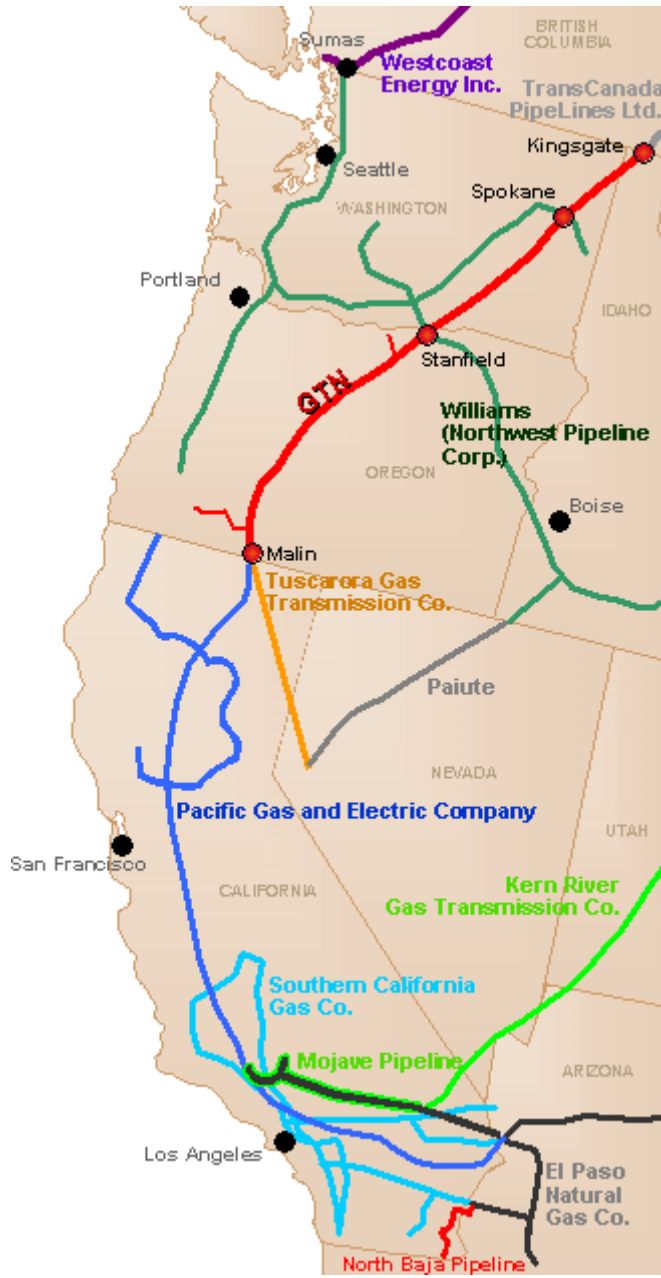 BRITISH
COLUMBIA
Sumas
Westcoast
Energy Inc.
TransCanada
PipeLines Ltd.
Kingsgate
Seattle
Spokane
WASHINGTON
Portland
IDAHO
Stanfield
GTN
Williams
(Northwest Pipeline
Corp.)
OREGON
Boise
Malin
Tuscarora Gas
Transmission Co.
Paiute
NEVADA
Pacific Gas and Electric Company
UTAH
San Francisco
Kern River
Gas Transmission Co.
CALIFORNIA
Southern California
Gas Co.
Mojave Pipeline
ARIZONA
Los Angeles
El Paso
Natural
Gas Co.
North Baja Pipeline